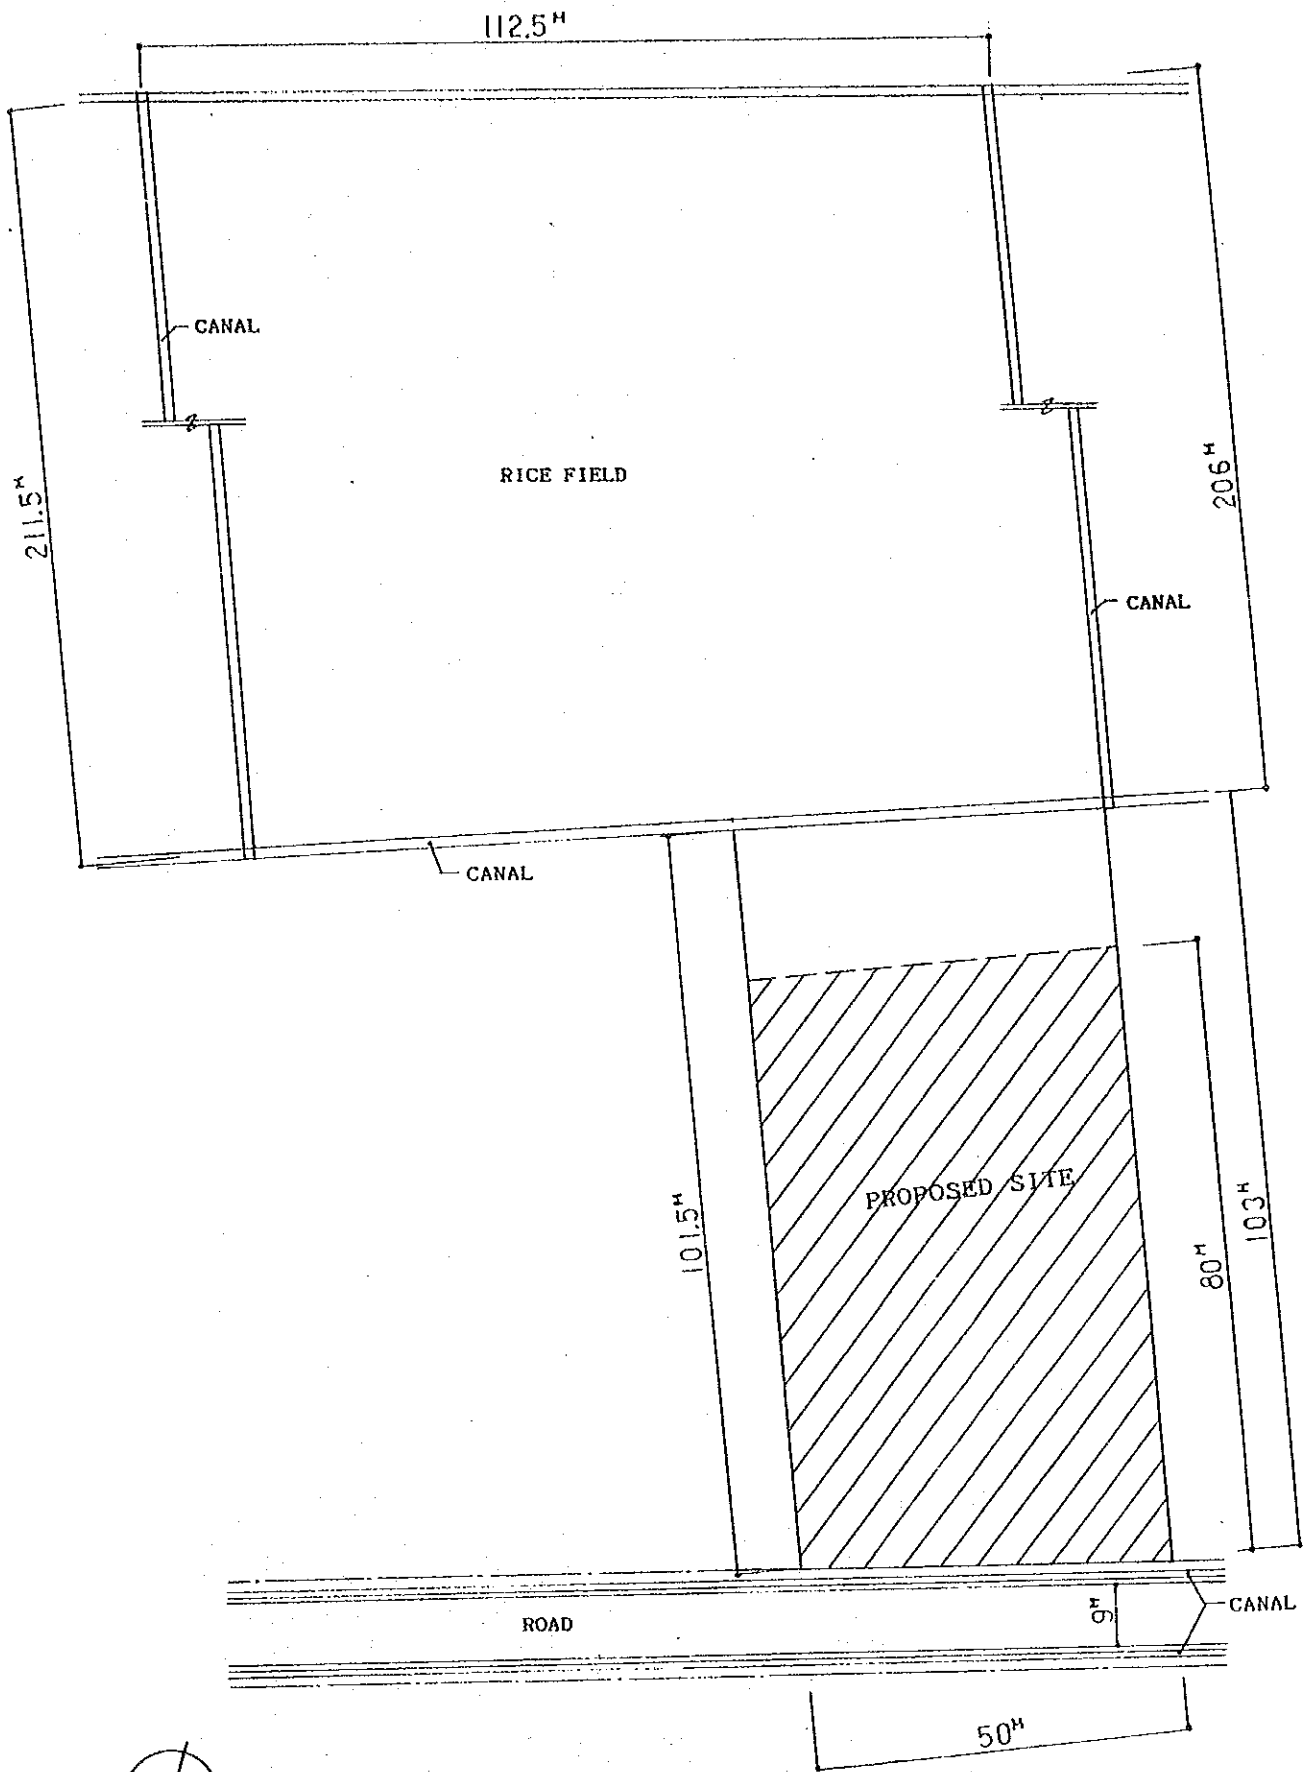 112.5M
CANAL
RICE FIELD
211.5M
206M
CANAL
CANAL
PROPOSED SITE
101.5M
80M
103M
ROAD
9M
CANAL
50M